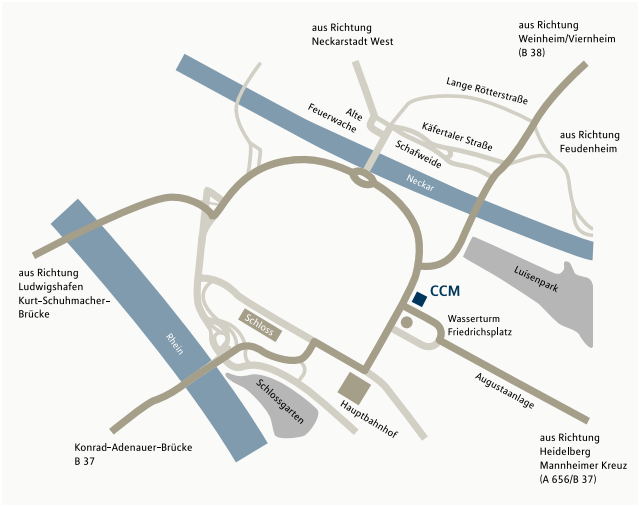 aus Richtung
Neckarstadt West
aus Richtung
Weinheim/Viernheim
(B 38)
Lange Rötterstraße
Alte
Feuerwache
Käfertaler Straße
Schafweide
aus Richtung
Feudenheim
Neckar
aus Richtung
Ludwigshafen
Kurt-Schuhmacher-
Brücke
Luisenpark
CCM
Wasserturm
Friedrichsplatz
Schloss
Rhein
Schlossgarten
Hauptbahnhof
Augustaanlage
Konrad-Adenauer-Brücke
B 37
aus Richtung
Heidelberg
Mannheimer Kreuz
(A 656/B 37)